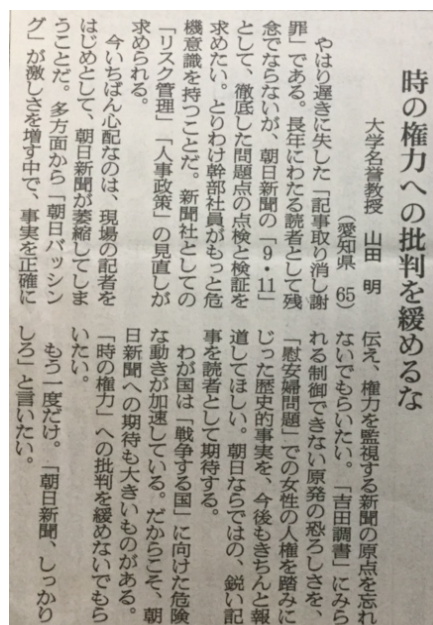 時の権力への批判を緩めるな
大学名誉教授　山田　明
（愛知県　65）
やはり遅きに失した「記事取り消し謝
罪」である。長年にわたる読者として残
念でならないが、朝日新聞の「9・11」
として、徹底した問題点の点検と検証を
求めたい。とりわけ幹部社員がもっと危
機意識を持つことだ。新聞社としての
「リスク管理」「人事政策」の見直しが
求められる。
今いちばん心配なのは、現場の記者を
はじめとして、朝日新聞が萎縮してしま
うことだ。多方面から「朝日バッシン
グ」が激しさを増す中で、事実を正確に
伝え、権力を監視する新聞の原点を忘れ
ないでもらいたい。「吉田調書」にみら
れる制御できない原発の恐ろしさを、
「慰安婦問題」での女性の人権を踏みに
じった歴史的事実を、今後もきちんと報
道してほしい。朝日ならではの、鋭い記
事を読者として期待する。
わが国は「戦争する国」に向けた危険
な動きが加速している。だからこそ、朝
日新聞への期待も大きいものがある。
「時の権力」への批判を緩めないでもら
いたい。
もう一度だけ。「朝日新聞、しっかり
しろ」と言いたい。